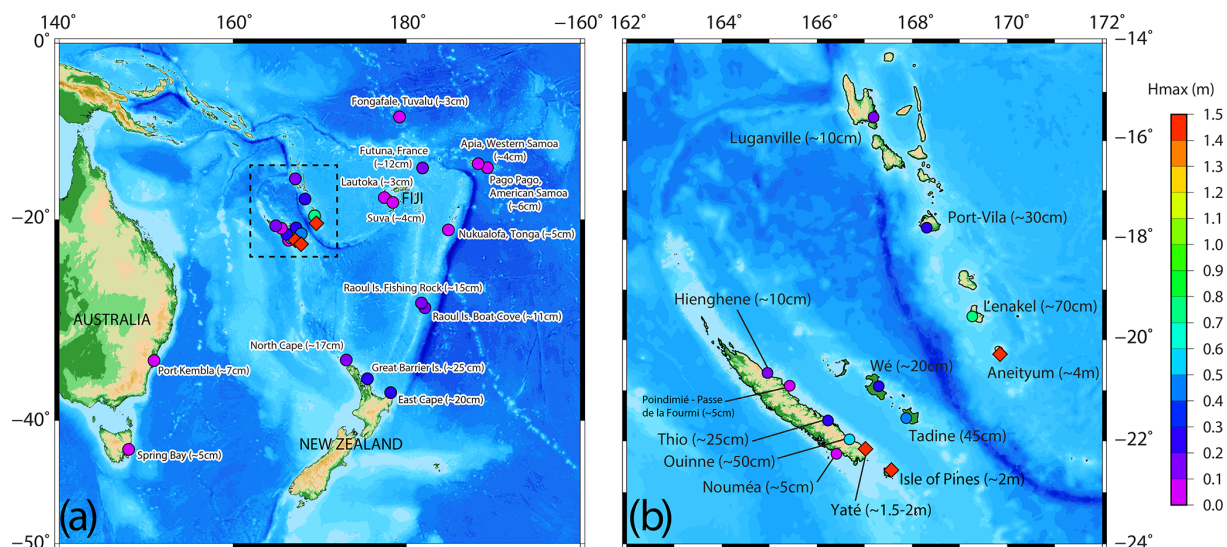 140˚
160˚
180˚
−160˚
0˚
−20˚
−40˚
−50˚
140˚
160˚
180˚
−160˚
Fongafale, Tuvalu (~3cm)
Apia, Western Samoa
(~4cm)
Futuna, France
(~12cm)
Lautoka (~3cm)
Pago Pago,
American Samoa
(~6cm)
FIJI
Suva (~4cm)
Nukualofa, Tonga (~5cm)
Raoul Is. Fishing Rock (~15cm)
Raoul Is. Boat Cove (~11cm)
AUSTRALIA
North Cape (~17cm)
Port Kembla (~7cm)
Great Barrier Is. (~25 cm)
East Cape (~20cm)
NEW ZEALAND
Spring Bay (~5cm)
(a)
162˚
164˚
166˚
168˚
170˚
172˚
−14˚
−16˚
−18˚
−20˚
−22˚
−24˚
Luganville (~10cm)
Port-Vila (~30cm)
Hienghene (~10cm)
L'enakel (~70cm)
Wé (~20cm)
Aneityum (~4m)
Poindimié - Passe
de la Fourmi (~5cm)
Thio (~25cm)
Tadine (45cm)
Ouinne (~50cm)
Nouméa (~5cm)
Isle of Pines (~2m)
Yaté (~1.5-2m)
(b)
Hmax (m)
1.5
1.4
1.3
1.2
1.1
1.0
0.9
0.8
0.7
0.6
0.5
0.4
0.3
0.2
0.1
0.0